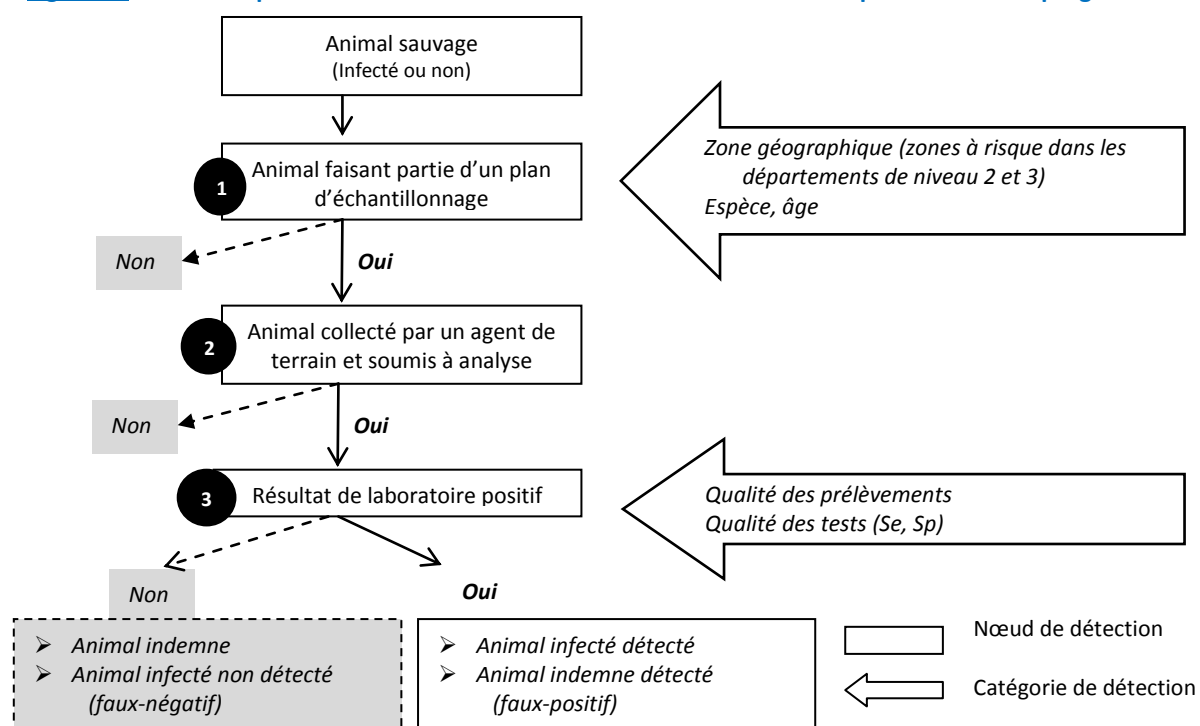 Animal sauvage
(Infecté ou non)
Animal faisant partie d’un plan
d’échantillonnage
1
Zone géographique (zones à risque dans les
départements de niveau 2 et 3)
Espèce, âge
Non
Oui
Animal collecté par un agent de
terrain et soumis à analyse
2
Non
Oui
3
Résultat de laboratoire positif
Qualité des prélèvements
Qualité des tests (Se, Sp)
Non
Oui
➢ Animal indemne
➢ Animal infecté non détecté
(faux-négatif)
➢ Animal infecté détecté
➢ Animal indemne détecté
(faux-positif)
Nœud de détection
Catégorie de détection